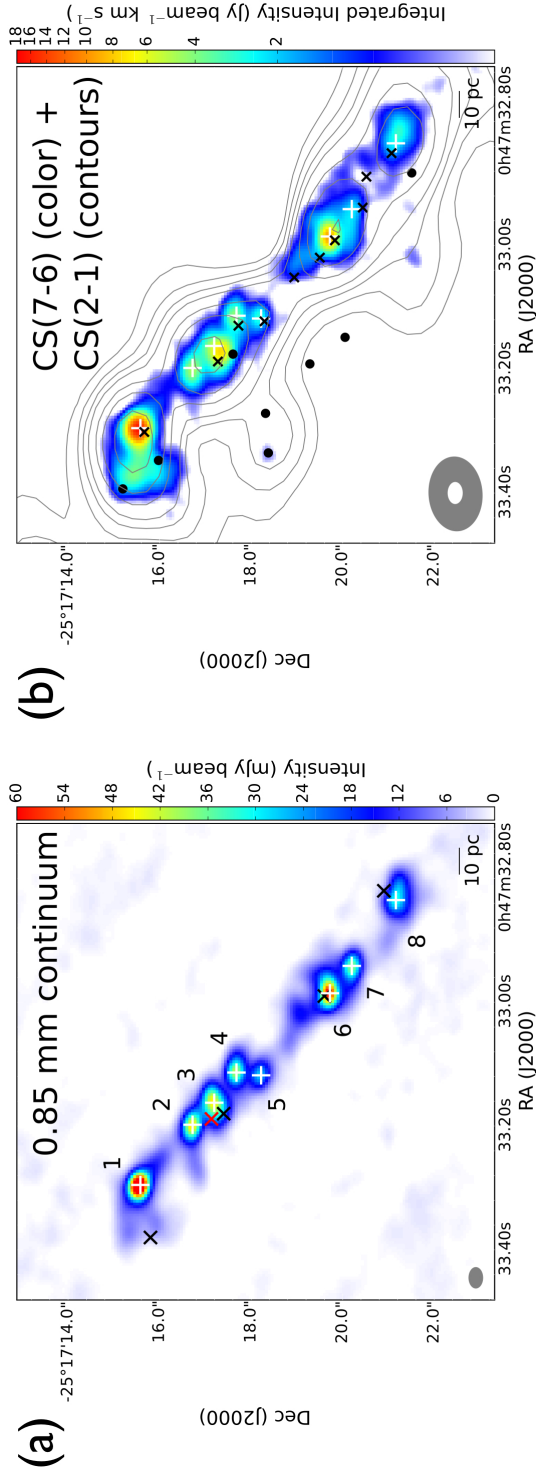 (a)
0.85 mm continuum
1
2
3
4
5
6
7
8
10 pc
-25°17'14.0"
16.0"
18.0"
20.0"
22.0"
Dec (J2000)
33.40s
33.20s
33.00s
0h47m32.80s
RA (J2000)
60
54
48
42
36
30
24
18
12
6
0
Intensity (mJy beam⁻¹)
(b)
CS(7-6) (color) +
CS(2-1) (contours)
10 pc
-25°17'14.0"
16.0"
18.0"
20.0"
22.0"
Dec (J2000)
33.40s
33.20s
33.00s
0h47m32.80s
RA (J2000)
18
16
14
12
10
8
6
4
2
Integrated Intensity (Jy beam⁻¹ km s⁻¹)